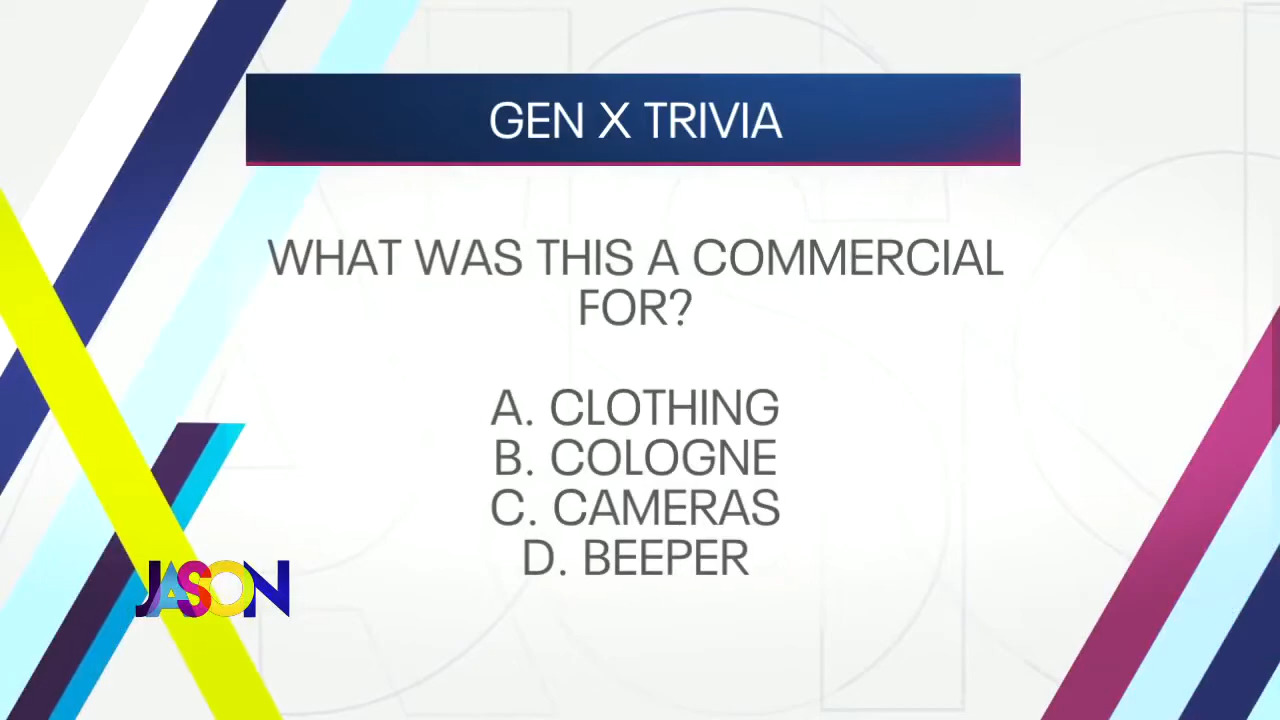 GEN X TRIVIA
WHAT WAS THIS A COMMERCIAL
FOR?
A. CLOTHING
B. COLOGNE
C. CAMERAS
D. BEEPER
JASON